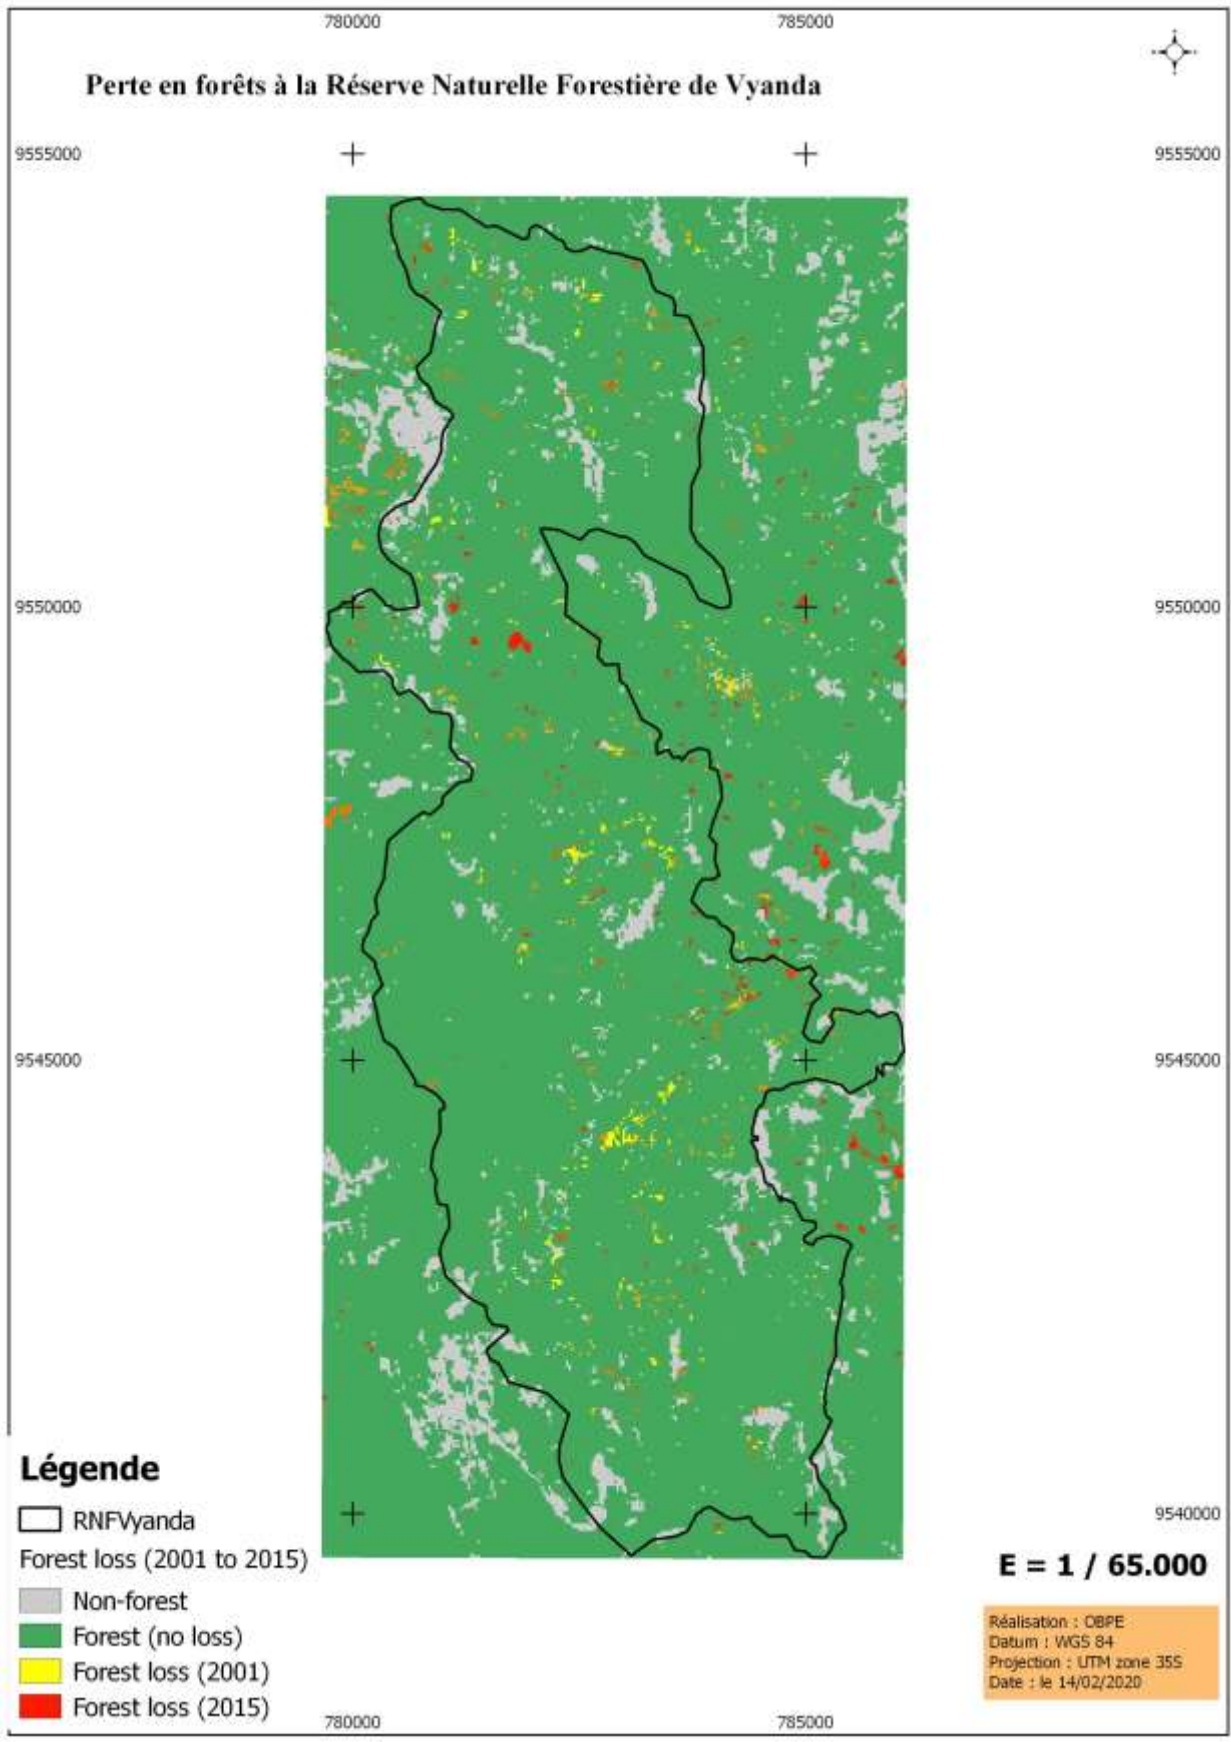 780000 785000
Perte en forêts à la Réserve Naturelle Forestière de Vyanda
9555000 9555000
9550000 9550000
9545000 9545000
9540000
Légende
RNFVyanda
Forest loss (2001 to 2015)
Non-forest
Forest (no loss)
Forest loss (2001)
Forest loss (2015)
E = 1 / 65.000
Réalisation : OBPE
Datum : WGS 84
Projection : UTM zone 35S
Date : le 14/02/2020
780000 785000